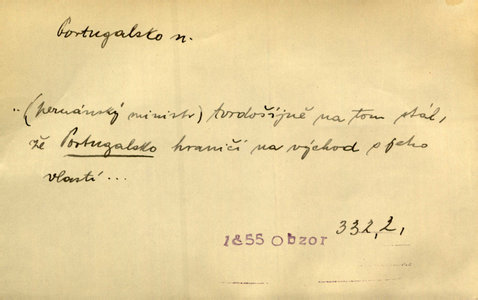 Portugalsko n.
.. (peruánský ministr) tvrdošíjně na tom stál,
že Portugalsko hraničí na východ s jeho
vlastí ...
1855 Obzor 332,2,